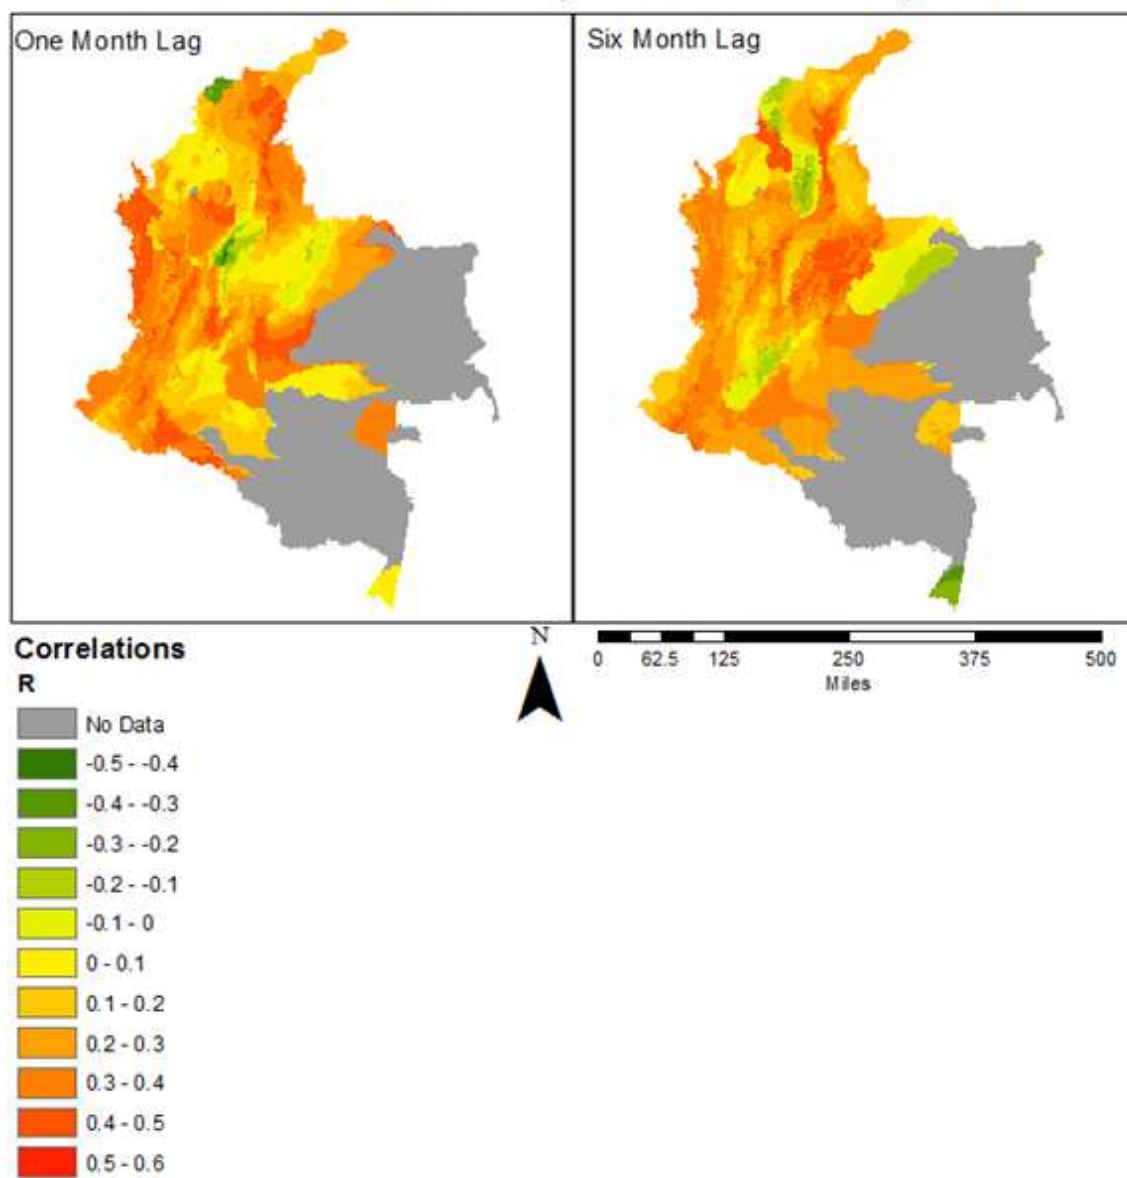 One Month Lag
Six Month Lag
Correlations
R
No Data
-0.5 - -0.4
-0.4 - -0.3
-0.3 - -0.2
-0.2 - -0.1
-0.1 - 0
0 - 0.1
0.1 - 0.2
0.2 - 0.3
0.3 - 0.4
0.4 - 0.5
0.5 - 0.6
N
0 62.5 125 250 375 500
Miles